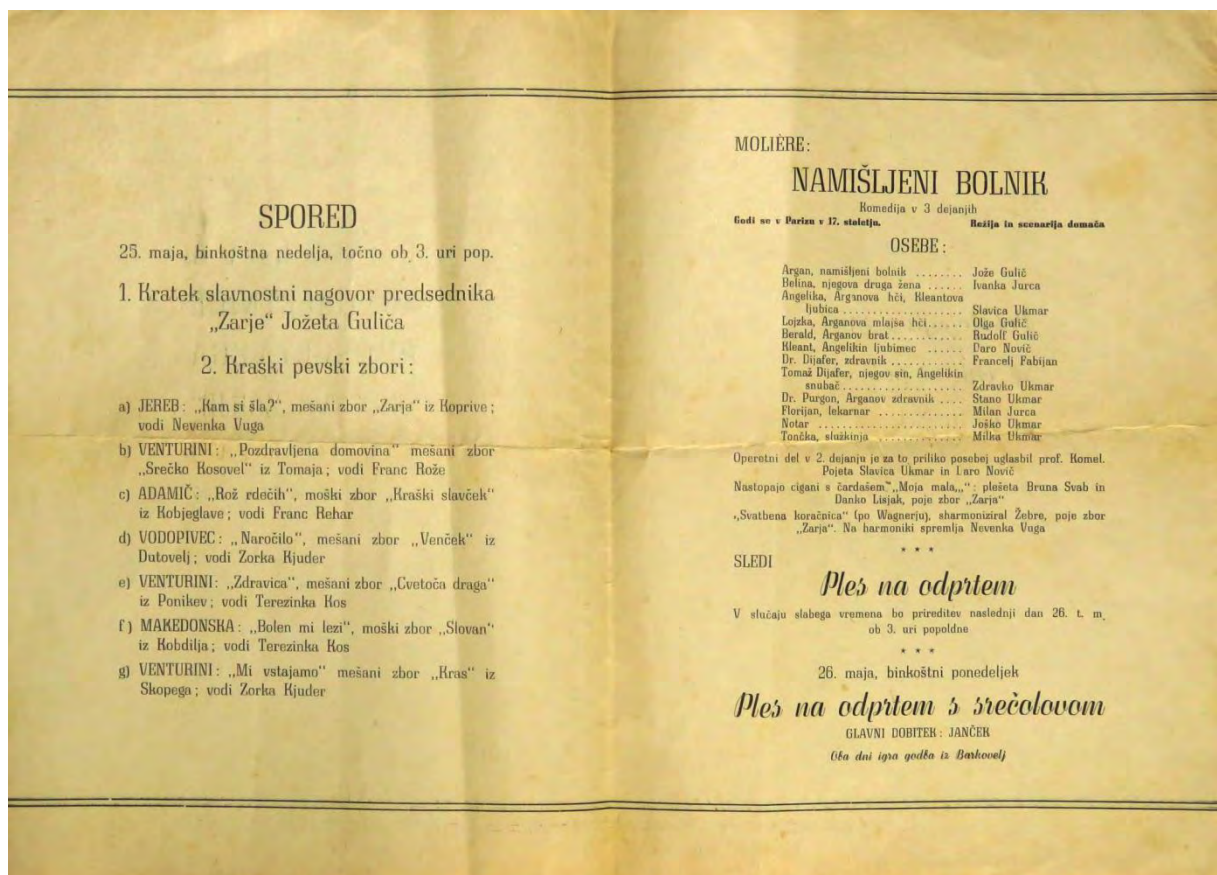 SPORED
25. maja, binkoštna nedelja, točno ob 3. uri pop.
1. Kratek slavnostni nagovor predsednika
„Zarje“ Jožeta Guliča
2. Kraški pevski zbori:
a) JEREB: „Kam si šla?“, mešani zbor „Zarja“ iz Koprive;
vodi Nevenka Vuga
b) VENTURINI: „Pozdravljena domovina“ mešani zbor
„Srečko Kosovel“ iz Tomaja; vodi Franc Rože
c) ADAMIČ: „Rož rdečih“, moški zbor „Kraški slavček“
iz Kobjeglave; vodi Franc Rehar
d) VODOPIVEC: „Naročilo“, mešani zbor „Venček“ iz
Dutovelj; vodi Zorka Kjuder
e) VENTURINI: „Zdravica“, mešani zbor „Cvetoča draga“
iz Ponikev; vodi Terezinka Kos
f) MAKEDONSKA: „Bolen mi lezi“, moški zbor „Slovan“
iz Kobdilja; vodi Terezinka Kos
g) VENTURINI: „Mi vstajamo“ mešani zbor „Kras“ iz
Skopega; vodi Zorka Kjuder
MOLIÈRE:
NAMIŠLJENI BOLNIK
Komedija v 3 dejanjih
Godi se v Parizu v 17. stoletju. Režija in scenarija domača
OSEBE:
Argan, namišljeni bolnik ........ Jože Gulič
Belina, njegova druga žena ...... Ivanka Jurca
Angelika, Arganova hči, Kleantova
ljubica .................... Slavica Ukmar
Lojzka, Arganova mlajša hči...... Olga Gulič
Berald, Arganov brat............ Rudolf Gulič
Kleant, Angelikin ljubimec ...... Daro Novič
Dr. Dijafer, zdravnik ............ Francelj Fabijan
Tomaž Dijafer, njegov sin, Angelikin
snubač...................... Zdravko Ukmar
Dr. Purgon, Arganov zdravnik .... Stano Ukmar
Florijan, lekarnar .............. Milan Jurca
Notar ........................ Joško Ukmar
Tončka, služkinja .............. Milka Ukmar
Operotni del v 2. dejanju je za to priliko posebej uglasbil prof. Komel.
Pojeta Slavica Ukmar in Daro Novič
Nastopajo cigani s čardašem „Moja mala,,“: plešeta Bruna Svab in
Danko Lisjak, poje zbor „Zarja“
„Svatbena koračnica“ (po Wagnerju), sharmoniziral Žebre, poje zbor
„Zarja“. Na harmoniki spremlja Nevenka Vuga
* * *
SLEDI
Ples na odprtem
V slučaju slabega vremena bo prireditev naslednji dan 26. t. m.
ob 3. uri popoldne
* * *
26. maja, binkoštni ponedeljek
Ples na odprtem s srečolovom
GLAVNI DOBITEK: JANČEK
Oba dni igra godba iz Barkovelj